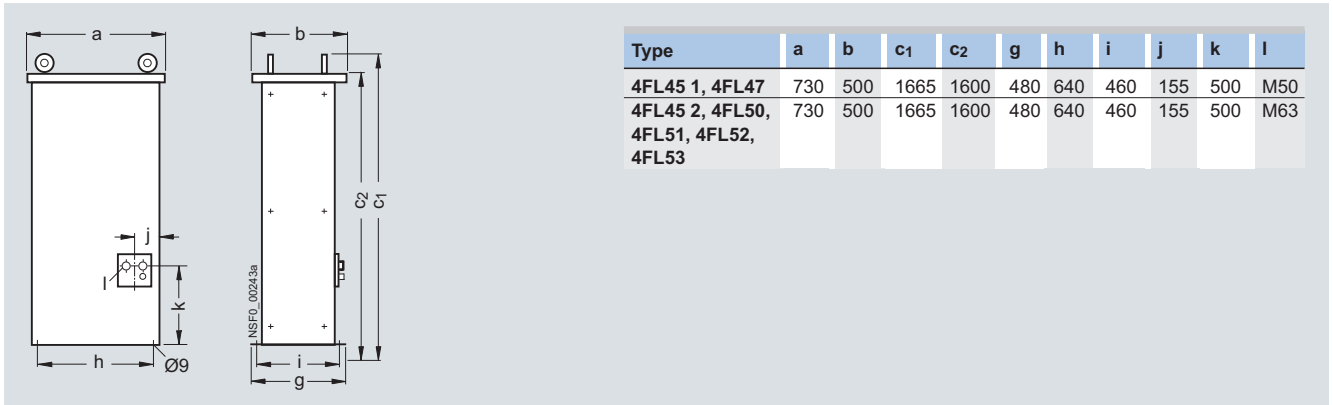 a
b
c2
c1
j
l
k
h
Ø9
i
g
NSF0_00243a
Type a b c1 c2 g h i j k l
4FL45 1, 4FL47 730 500 1665 1600 480 640 460 155 500 M50
4FL45 2, 4FL50, 730 500 1665 1600 480 640 460 155 500 M63
4FL51, 4FL52,
4FL53